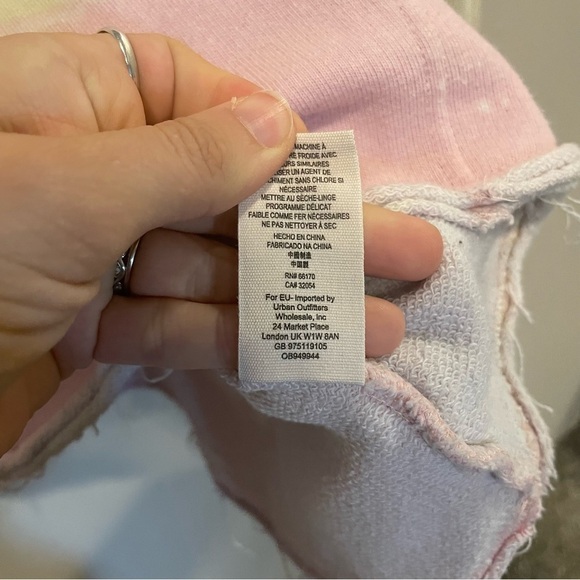 MACHINE À
FROIDE AVEC
SIMILAIRES
UN AGENT DE
SANS CHLORE SI
NÉCESSAIRE
METTRE AU SÈCHE-LINGE
PROGRAMME DÉLICAT
FAIBLE COMME FER NÉCESSAIRES
NE PAS NETTOYER À SEC
HECHO EN CHINA
FABRICADO NA CHINA
中國制造
中国製
RN# 66170
CA# 32054
For EU- Imported by
Urban Outfitters
Wholesale, Inc
24 Market Place
London UK W1W 8AN
GB 975119105
OB949944